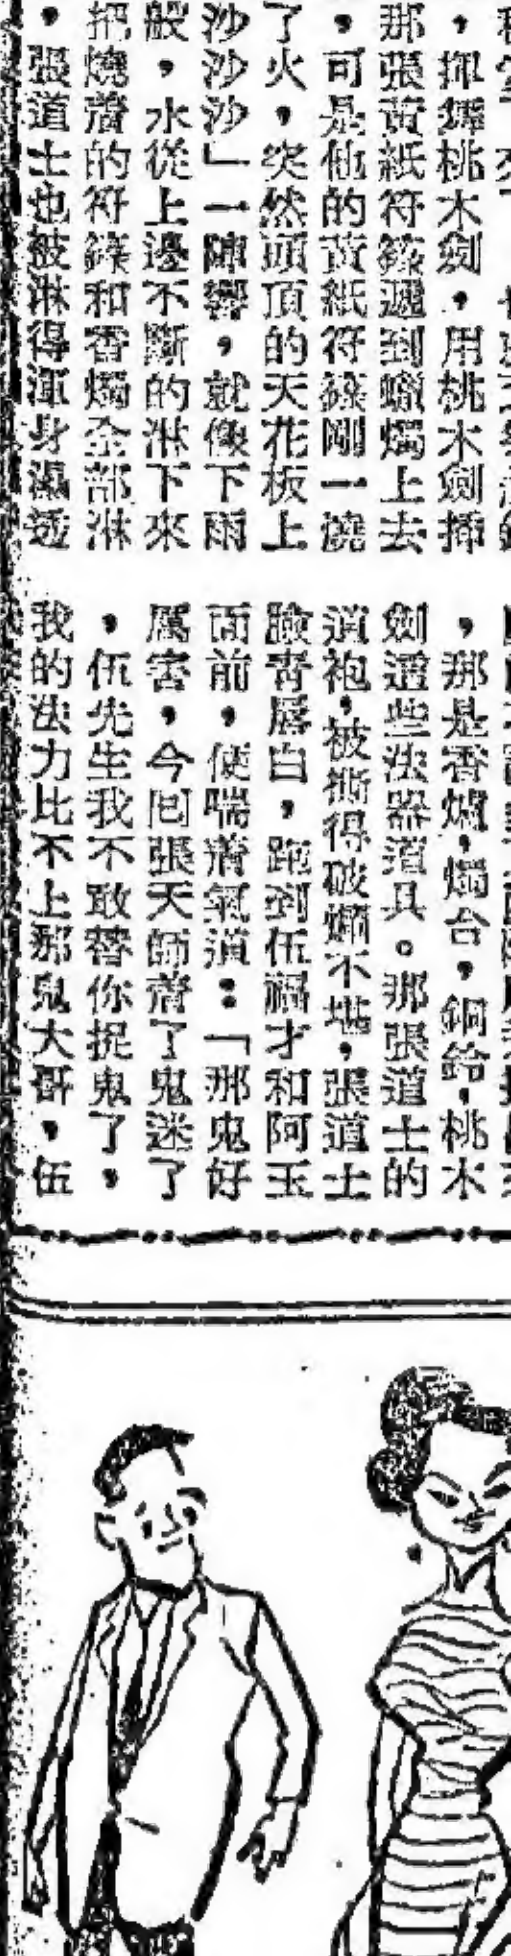 ，揮舞桃木劍，用桃木劍挿
那張黃紙符籙遞到蠟燭上去
，可是他的黃紙符籙剛一燒
了火，突然頭頂的天花板上
沙沙沙」一陣響，就像下雨
般，水從上邊不斷的淋下來
把燒着的符籙和香燭全部淋
，張道士也被淋得渾身濕透
，那是香爐，燭台，銅鈴，桃木
劍這些法器道具。那張道士的
道袍，被撕得破爛不堪，張道士
臉青唇白，跑到伍福才和阿玉
面前，便喘着氣道：「那鬼好
厲害，今回張天師着了鬼迷了
，伍先生我不敢替你捉鬼了，
我的法力比不上那鬼大哥，伍